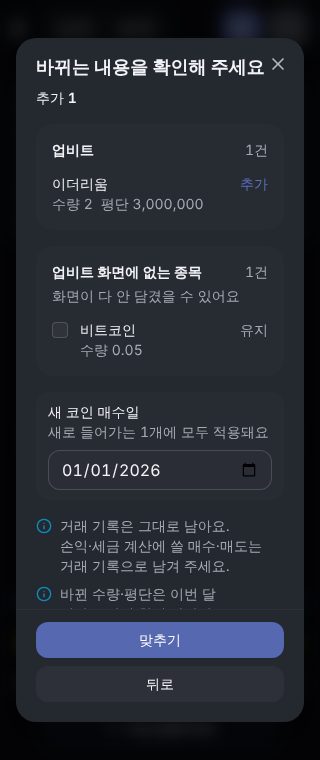 바뀌는 내용을 확인해 주세요
추가 1
업비트 1건
이더리움 추가
수량 2 평단 3,000,000
업비트 화면에 없는 종목 1건
화면이 다 안 담겼을 수 있어요
비트코인 유지
수량 0.05
새 코인 매수일
새로 들어가는 1개에 모두 적용돼요
01/01/2026
거래 기록은 그대로 남아요.
손익·세금 계산에 쓸 매수·매도는
거래 기록으로 남겨 주세요.
바뀐 수량·평단은 이번 달
맞추기
뒤로